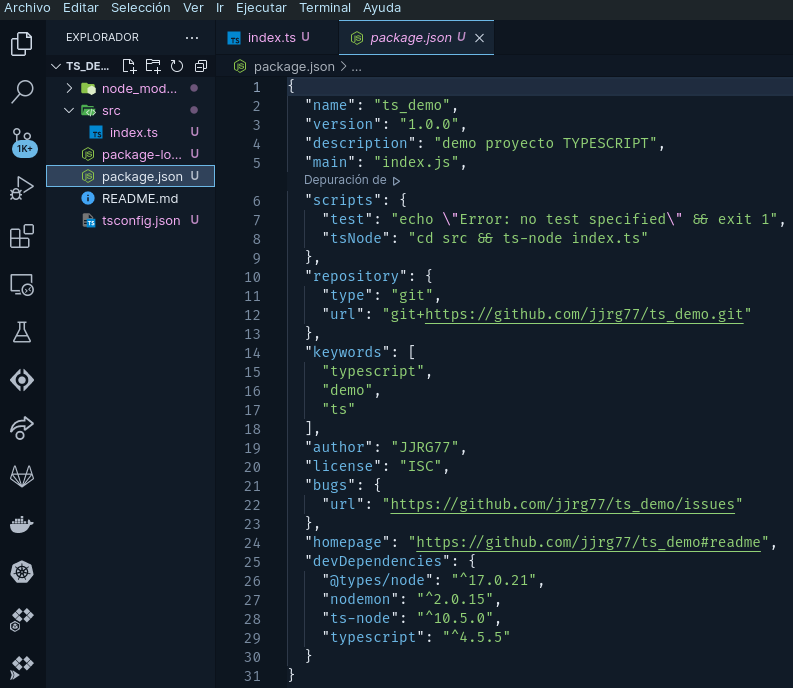 Archivo Editar Selección Ver Ir Ejecutar Terminal Ayuda
EXPLORADOR ...
index.ts U
package.json U
TS_DE...
package.json > ...
node_mod...
src
index.ts U
package-lo... U
package.json U
README.md
tsconfig.json U
1K+
1 {
2 "name": "ts_demo",
3 "version": "1.0.0",
4 "description": "demo proyecto TYPESCRIPT",
5 "main": "index.js",
Depuración de
6 "scripts": {
7 "test": "echo \"Error: no test specified\" && exit 1",
8 "tsNode": "cd src && ts-node index.ts"
9 },
10 "repository": {
11 "type": "git",
12 "url": "git+https://github.com/jjrg77/ts_demo.git"
13 },
14 "keywords": [
15 "typescript",
16 "demo",
17 "ts"
18 ],
19 "author": "JJRG77",
20 "license": "ISC",
21 "bugs": {
22 "url": "https://github.com/jjrg77/ts_demo/issues"
23 },
24 "homepage": "https://github.com/jjrg77/ts_demo#readme",
25 "devDependencies": {
26 "@types/node": "^17.0.21",
27 "nodemon": "^2.0.15",
28 "ts-node": "^10.5.0",
29 "typescript": "^4.5.5"
30 }
31 }